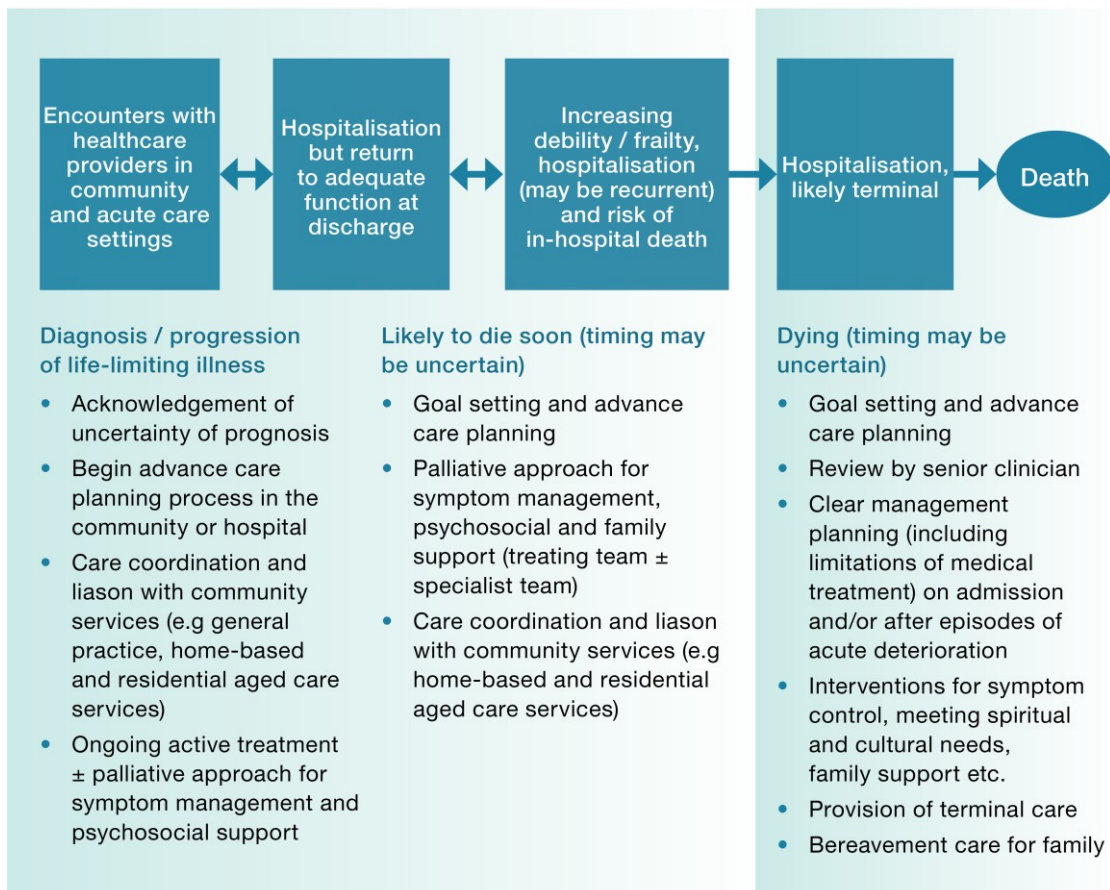 Encounters with
healthcare
providers in
community
and acute care
settings
Hospitalisation
but return
to adequate
function at
discharge
Increasing
debility / frailty,
hospitalisation
(may be recurrent)
and risk of
in-hospital death
Hospitalisation,
likely terminal
Death
Diagnosis / progression
of life-limiting illness
• Acknowledgement of
uncertainty of prognosis
• Begin advance care
planning process in the
community or hospital
• Care coordination and
liason with community
services (e.g general
practice, home-based
and residential aged care
services)
• Ongoing active treatment
± palliative approach for
symptom management and
psychosocial support
Likely to die soon (timing may
be uncertain)
• Goal setting and advance
care planning
• Palliative approach for
symptom management,
psychosocial and family
support (treating team ±
specialist team)
• Care coordination and liason
with community services (e.g
home-based and residential
aged care services)
Dying (timing may be
uncertain)
• Goal setting and advance
care planning
• Review by senior clinician
• Clear management
planning (including
limitations of medical
treatment) on admission
and/or after episodes of
acute deterioration
• Interventions for symptom
control, meeting spiritual
and cultural needs,
family support etc.
• Provision of terminal care
• Bereavement care for family